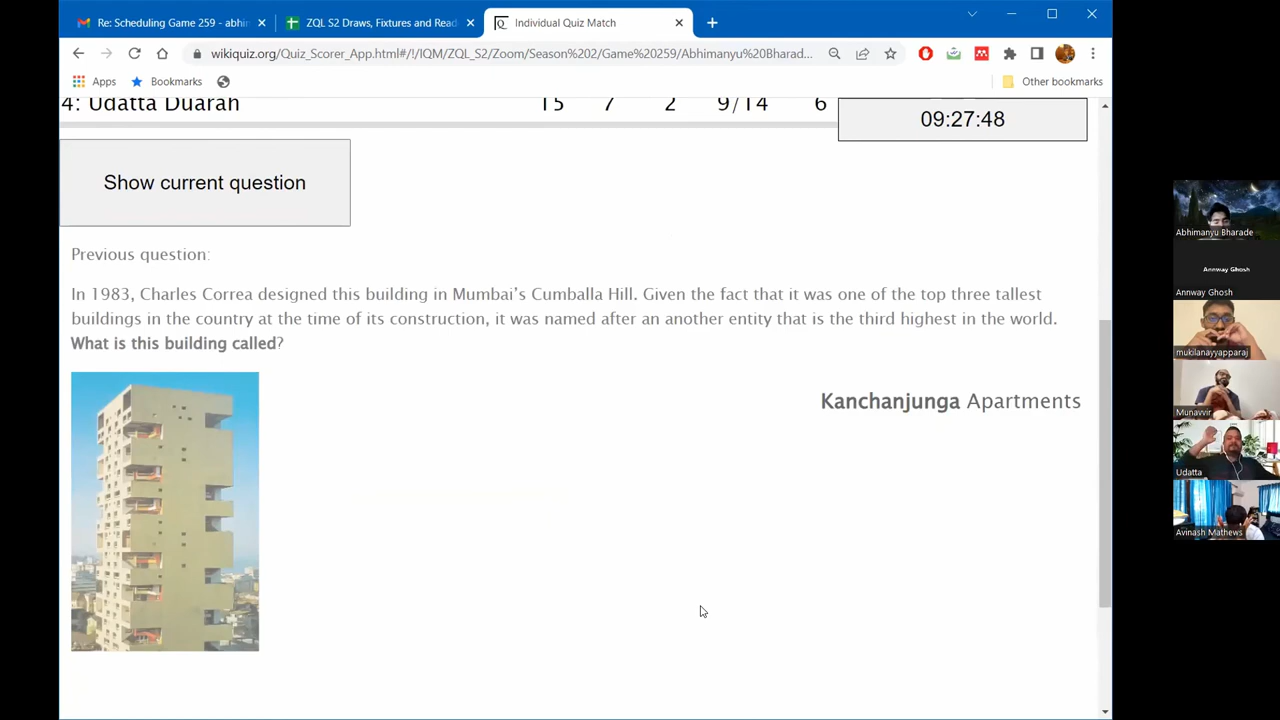 Re: Scheduling Game 259 - abhin
ZQL S2 Draws, Fixtures and Read
Individual Quiz Match
wikiquiz.org/Quiz_Scorer_App.html#/!/IQM/ZQL_S2/Zoom/Season%202/Game%20259/Abhimanyu%20Bharad...
Apps
Bookmarks
Other bookmarks
4: Udatta Duarah 15 7 2 9/14 6
09:27:48
Show current question
Previous question:
In 1983, Charles Correa designed this building in Mumbai’s Cumballa Hill. Given the fact that it was one of the top three tallest
buildings in the country at the time of its construction, it was named after an another entity that is the third highest in the world.
What is this building called?
Kanchanjunga Apartments
Abhimanyu Bharade
Annway Ghosh
Annway Ghosh
mukilanayyapparaj
Munavvir
Udatta
Avinash Mathews